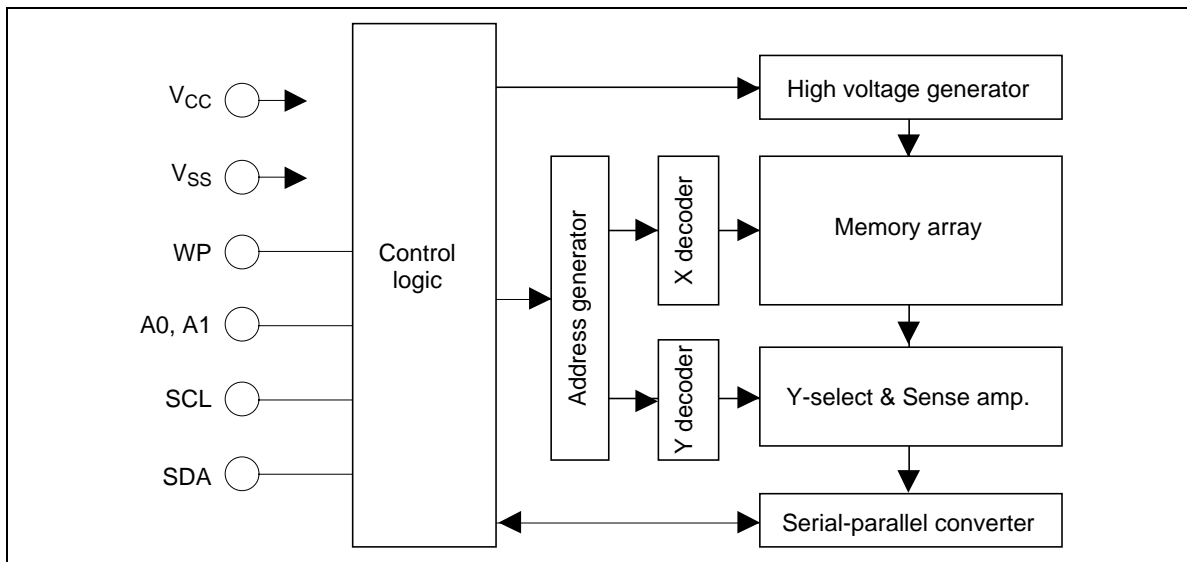 VCC
VSS
WP
A0, A1
SCL
SDA
Control
logic
Address generator
X decoder
Y decoder
High voltage generator
Memory array
Y-select & Sense amp.
Serial-parallel converter